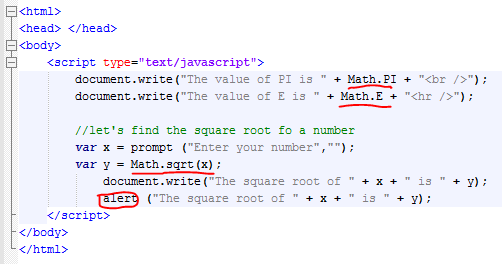 <html>
<head> </head>
<body>
<script type="text/javascript">
document.write("The value of PI is " + Math.PI + "<br />");
document.write("The value of E is " + Math.E + "<hr />");
//let's find the square root fo a number
var x = prompt ("Enter your number","");
var y = Math.sqrt(x);
document.write("The square root of " + x + " is " + y);
alert ("The square root of " + x + " is " + y);
</script>
</body>
</html>